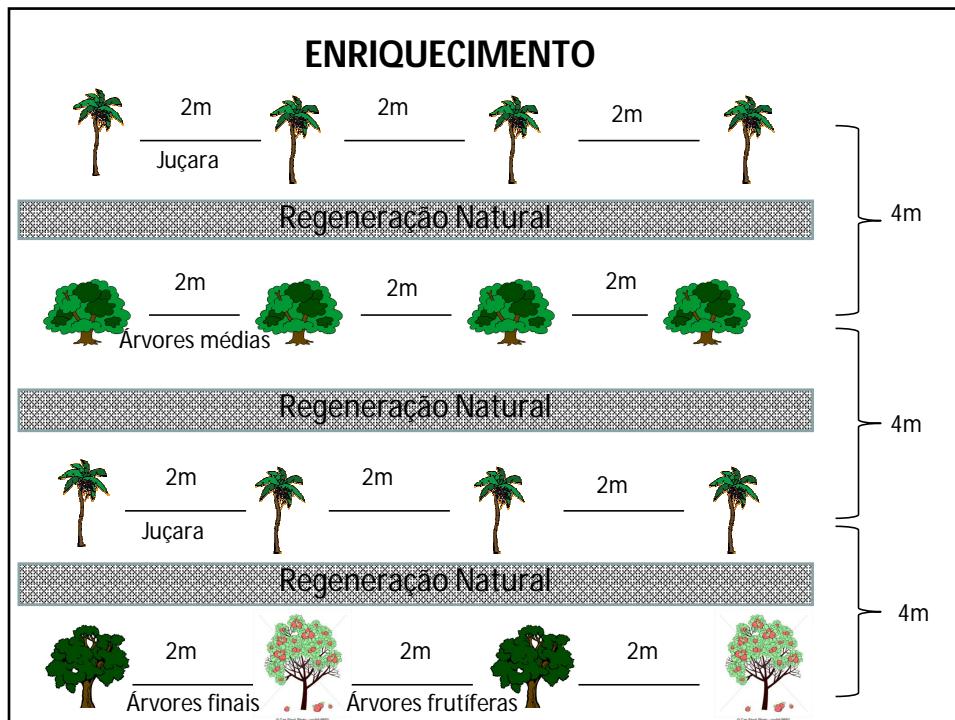 ENRIQUECIMENTO
2m 2m 2m
Juçara
Regeneração Natural
4m
2m 2m 2m
Árvores médias
Regeneração Natural
4m
2m 2m 2m
Juçara
Regeneração Natural
4m
2m 2m 2m
Árvores finais Árvores frutíferas